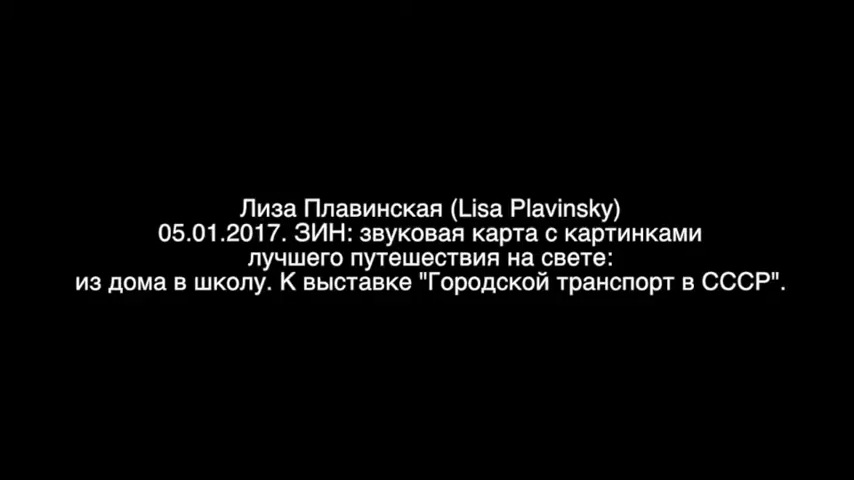 Лиза Плавинская (Lisa Plavinsky)
05.01.2017. ЗИН: звуковая карта с картинками
лучшего путешествия на свете:
из дома в школу. К выставке "Городской транспорт в СССР".